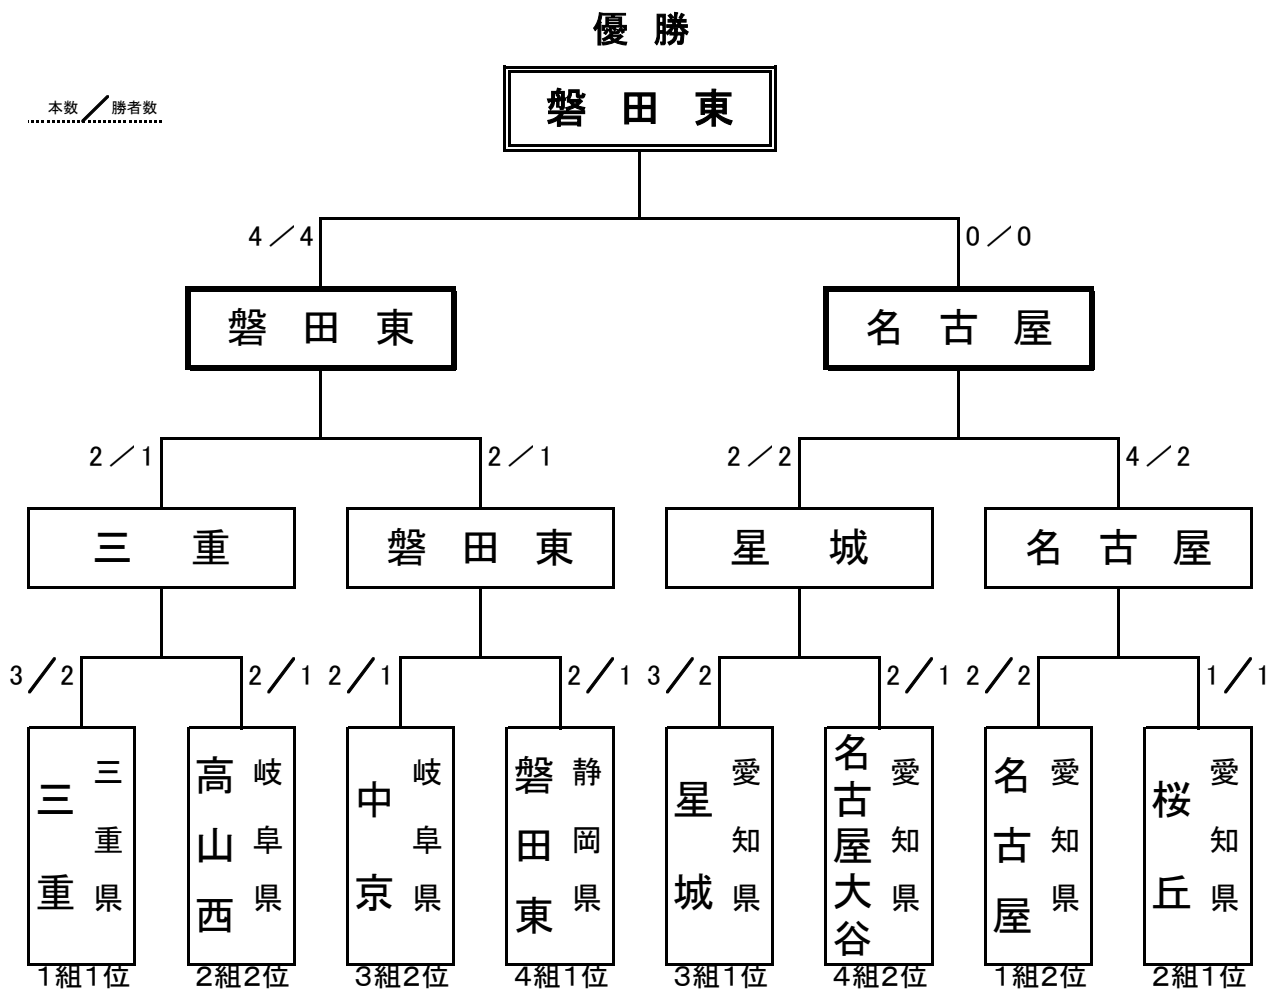 優 勝
本数／勝者数
磐 田 東
4／4
0／0
磐 田 東
名 古 屋
2／1
2／1
2／2
4／2
三 重
磐 田 東
星 城
名 古 屋
3／2
2／1
2／1
2／1
3／2
2／1
2／2
1／1
三重
三重県
高山西
岐阜県
中京
岐阜県
磐田東
静岡県
星城
愛知県
名古屋大谷
愛知県
名古屋
愛知県
桜丘
愛知県
1組1位
2組2位
3組2位
4組1位
3組1位
4組2位
1組2位
2組1位